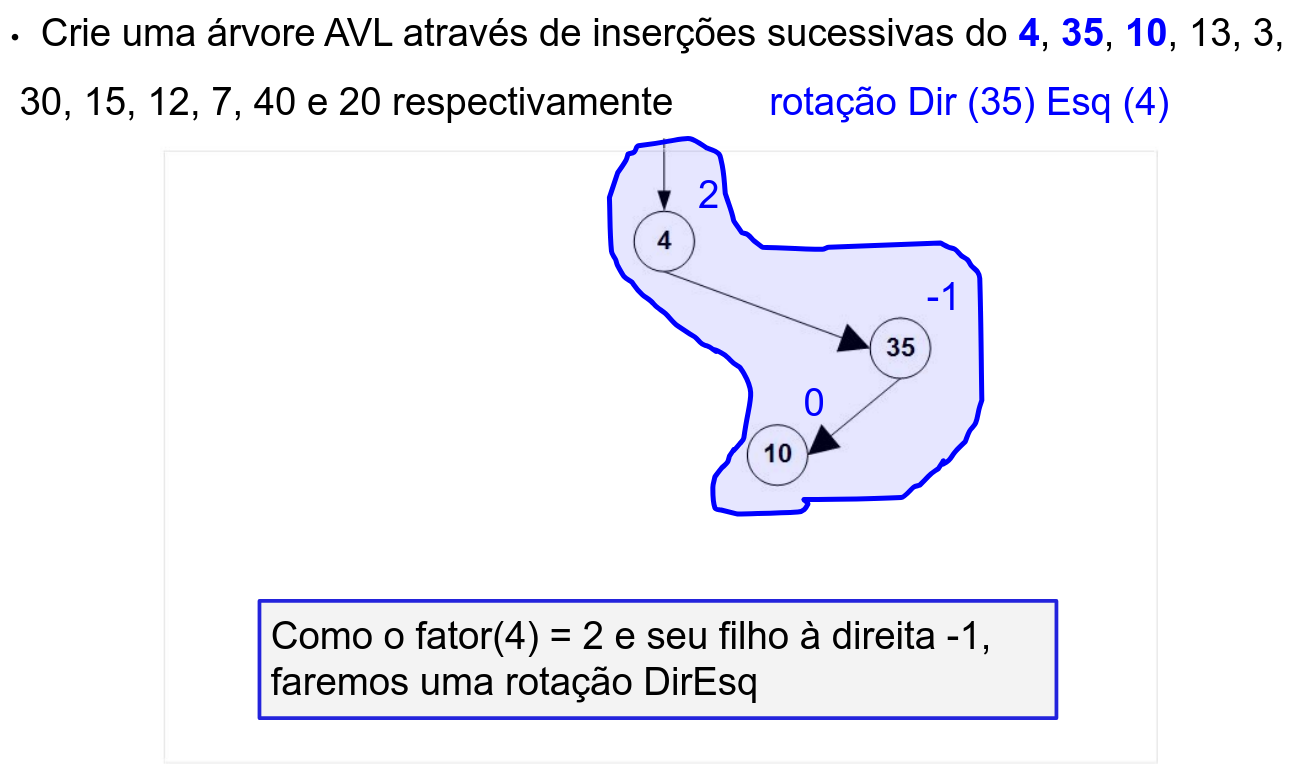 • Crie uma árvore AVL através de inserções sucessivas do 4, 35, 10, 13, 3,
30, 15, 12, 7, 40 e 20 respectivamente rotação Dir (35) Esq (4)
2
4
-1
35
0
10
Como o fator(4) = 2 e seu filho à direita -1,
faremos uma rotação DirEsq